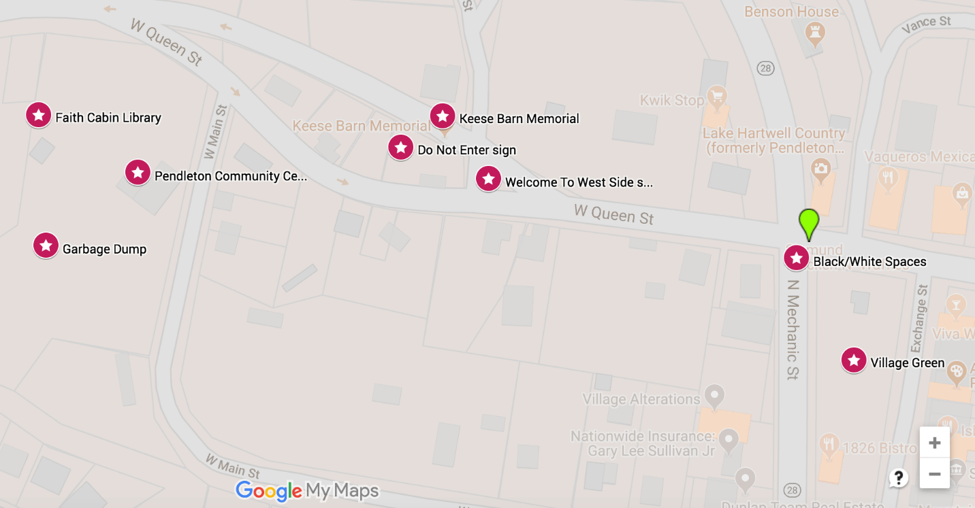 St
W Queen St
Benson House
Vance St
28
Kwik Stop
Faith Cabin Library
W Main St
Keese Barn Memorial
Keese Barn Memorial
Do Not Enter sign
Lake Hartwell Country
(formerly Pendleton...
Vaqueros Mexica
Pendleton Community Ce...
Welcome To West Side s...
W Queen St
Garbage Dump
Black/White Spaces
N Mechanic St
Exchange St
Viva W
Village Green
Village Alterations
Nationwide Insurance:
Gary Lee Sullivan Jr
1826 Bistro
W Main St
Google My Maps
28
Dunlap Team Real Estate
+
?
−